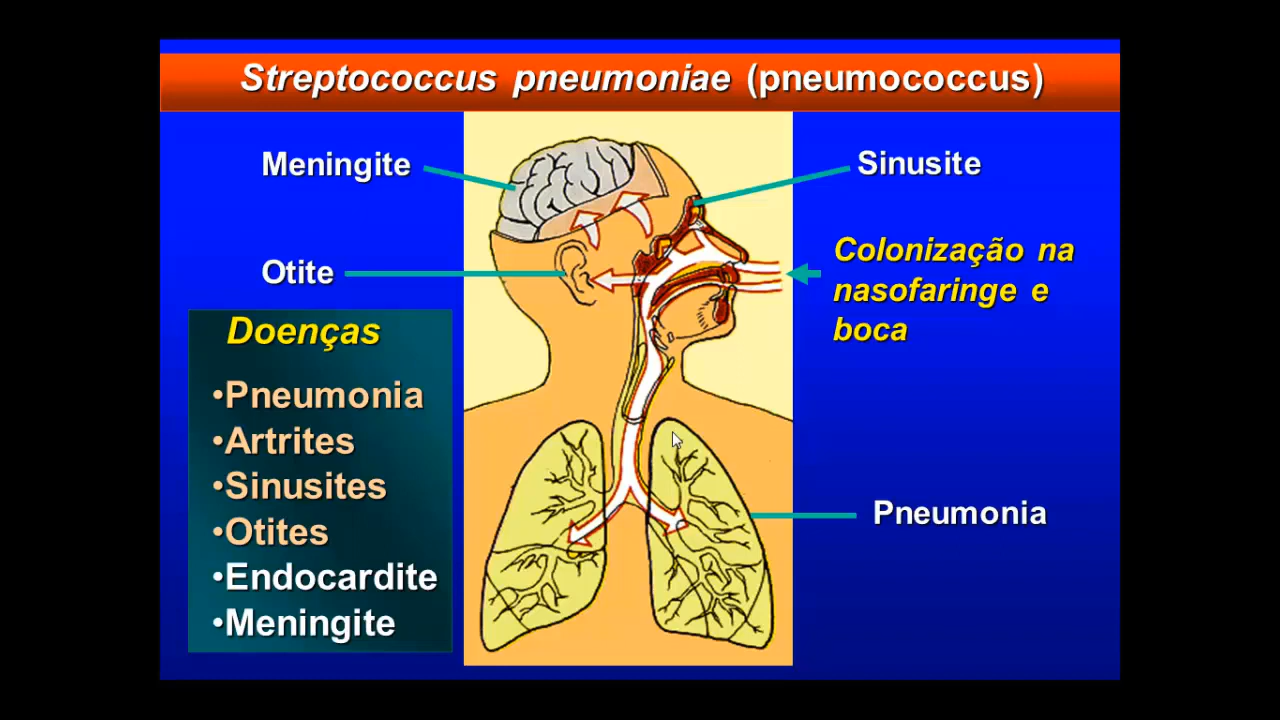 Streptococcus pneumoniae (pneumococcus)
Meningite
Sinusite
Otite
Colonização na
nasofaringe e
boca
Doenças
•Pneumonia
•Artrites
•Sinusites
•Otites
•Endocardite
•Meningite
Pneumonia